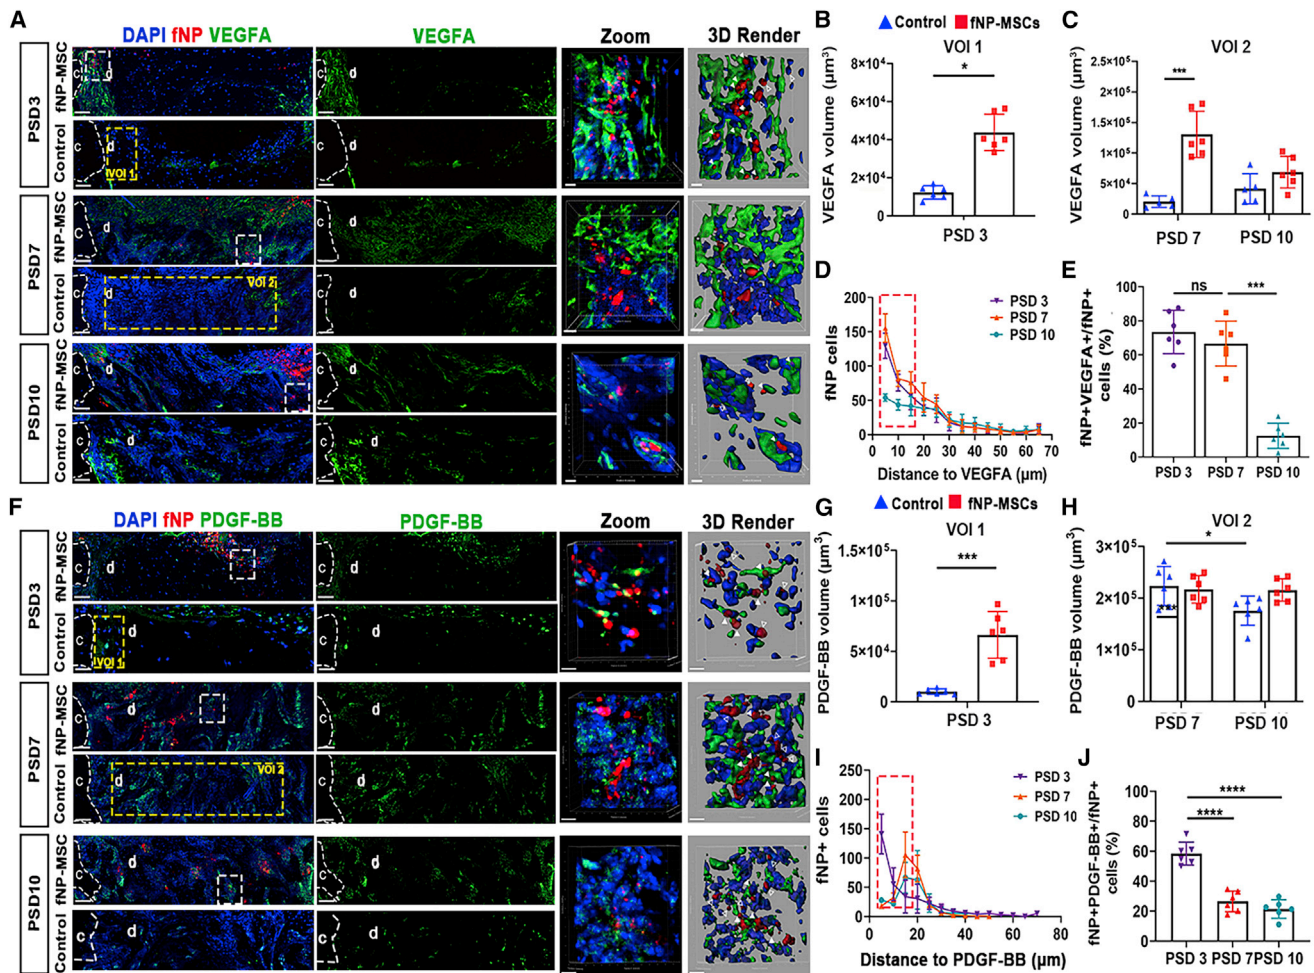 A
DAPI fNP VEGFA
VEGFA
Zoom
3D Render
PSD3
fNP-MSC
Control
c
d
VOI 1
PSD7
fNP-MSC
Control
c
d
VOI 2
PSD10
fNP-MSC
Control
c
d
B
Control
fNP-MSCs
VOI 1
VEGFA volume (µm³)
8×10⁴
6×10⁴
4×10⁴
2×10⁴
0
*
PSD 3
C
VOI 2
VEGFA volume (µm³)
2.5×10⁵
2×10⁵
1.5×10⁵
1×10⁵
5×10⁴
0
***
PSD 7 PSD 10
D
fNP cells
200
150
100
50
0
PSD 3
PSD 7
PSD 10
0 20 40 60 80
Distance to VEGFA (µm)
E
fNP+VEGFA+/fNP+
cells (%)
100
80
60
40
20
0
ns
***
PSD 3 PSD 7 PSD 10
F
DAPI fNP PDGF-BB
PDGF-BB
Zoom
3D Render
PSD3
fNP-MSC
Control
c
d
VOI 1
PSD7
fNP-MSC
Control
c
d
VOI 2
PSD10
fNP-MSC
Control
c
d
G
Control
fNP-MSCs
VOI 1
PDGF-BB volume (µm³)
1.5×10⁵
1×10⁵
5×10⁴
0
***
PSD 3
H
VOI 2
PDGF-BB volume (µm³)
3×10⁵
2×10⁵
1×10⁵
0
*
***
PSD 7 PSD 10
I
fNP+ cells
250
200
150
100
50
0
PSD 3
PSD 7
PSD 10
0 20 40 60 80
Distance to PDGF-BB (µm)
J
fNP+PDGF-BB+/fNP+
cells (%)
100
80
60
40
20
0
****
****
PSD 3 PSD 7PSD 10